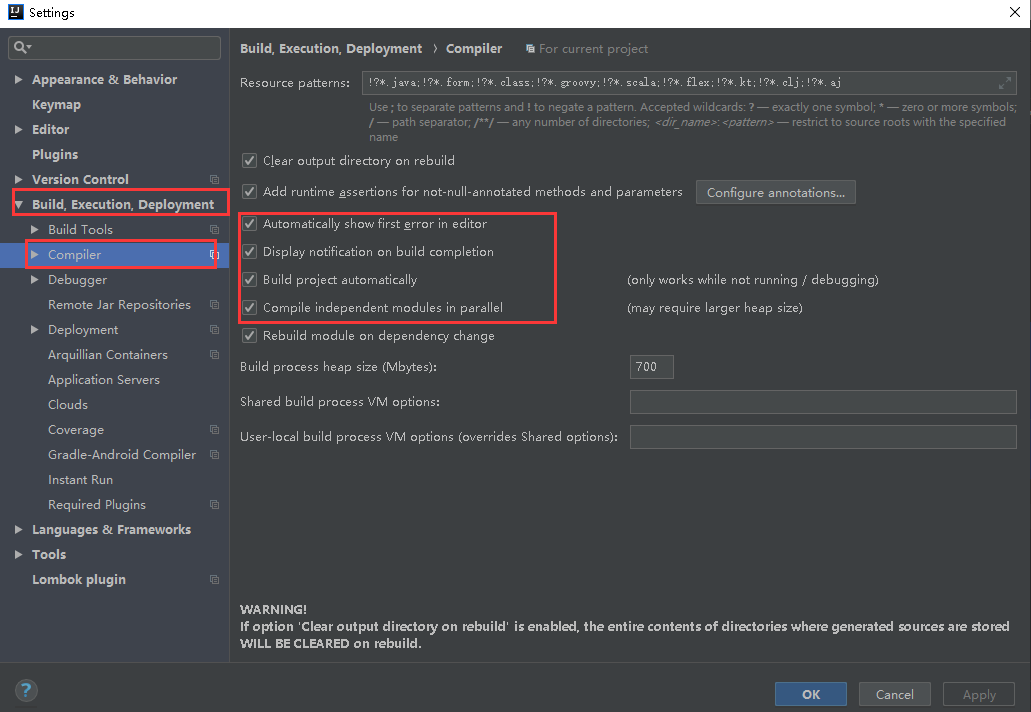 IJ Settings
Appearance & Behavior
Keymap
Editor
Plugins
Version Control
Build, Execution, Deployment
Build Tools
Compiler
Debugger
Remote Jar Repositories
Deployment
Arquillian Containers
Application Servers
Clouds
Coverage
Gradle-Android Compiler
Instant Run
Required Plugins
Languages & Frameworks
Tools
Lombok plugin
Build, Execution, Deployment › Compiler For current project
Resource patterns: !?*.java;!?*.form;!?*.class;!?*.groovy;!?*.scala;!?*.flex;!?*.kt;!?*.clj;!?*.aj
Use ; to separate patterns and ! to negate a pattern. Accepted wildcards: ? — exactly one symbol; * — zero or more symbols;
/ — path separator; /**/ — any number of directories; <dir_name>:<pattern> — restrict to source roots with the specified
name
Clear output directory on rebuild
Add runtime assertions for not-null-annotated methods and parameters Configure annotations...
Automatically show first error in editor
Display notification on build completion
Build project automatically (only works while not running / debugging)
Compile independent modules in parallel (may require larger heap size)
Rebuild module on dependency change
Build process heap size (Mbytes): 700
Shared build process VM options:
User-local build process VM options (overrides Shared options):
WARNING!
If option 'Clear output directory on rebuild' is enabled, the entire contents of directories where generated sources are stored
WILL BE CLEARED on rebuild.
? OK Cancel Apply